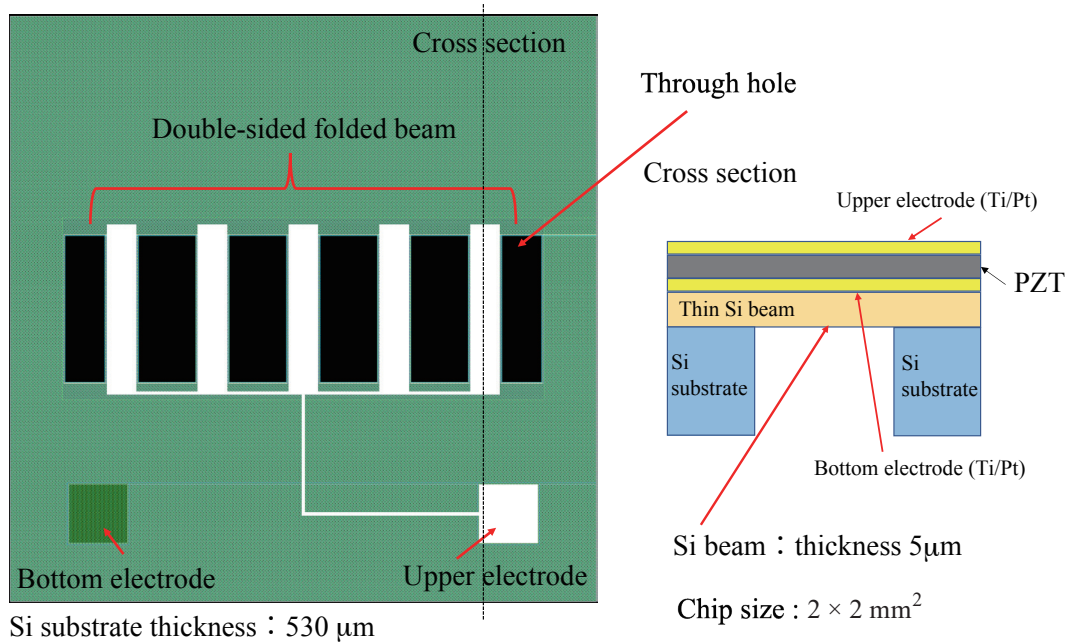 Cross section
Double-sided folded beam
Through hole
Bottom electrode
Upper electrode
Si substrate thickness：530 μm
Cross section
Upper electrode (Ti/Pt)
PZT
Thin Si beam
Si
substrate
Si
substrate
Bottom electrode (Ti/Pt)
Si beam：thickness 5μm
Chip size : 2 × 2 mm²